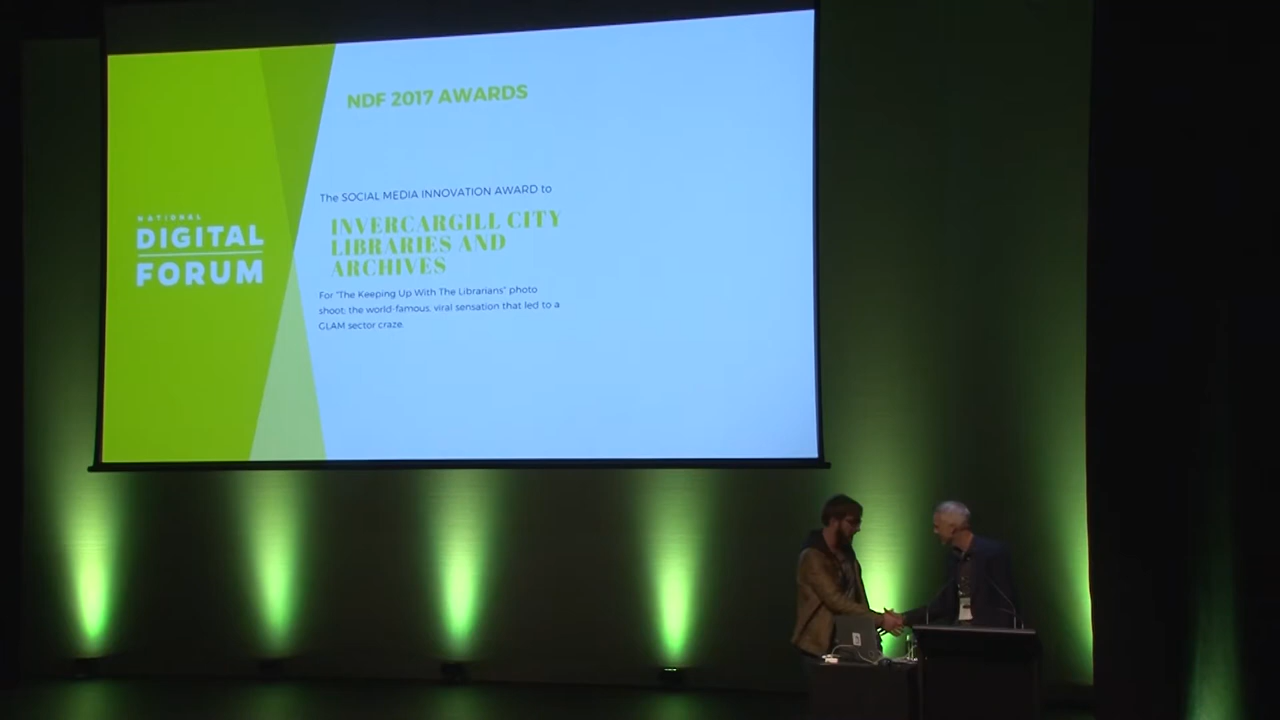 NDF 2017 AWARDS
NATIONAL
DIGITAL
FORUM
The SOCIAL MEDIA INNOVATION AWARD to
INVERCARGILL CITY
LIBRARIES AND
ARCHIVES
For "The Keeping Up With The Librarians" photo
shoot; the world-famous, viral sensation that led to a
GLAM sector craze.